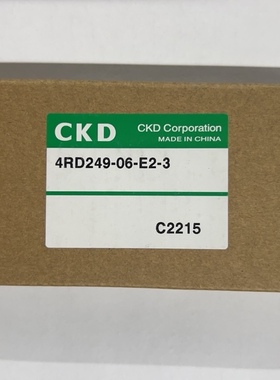 CKD CKD Corporation
MADE IN CHINA
4RD249-06-E2-3
C2215